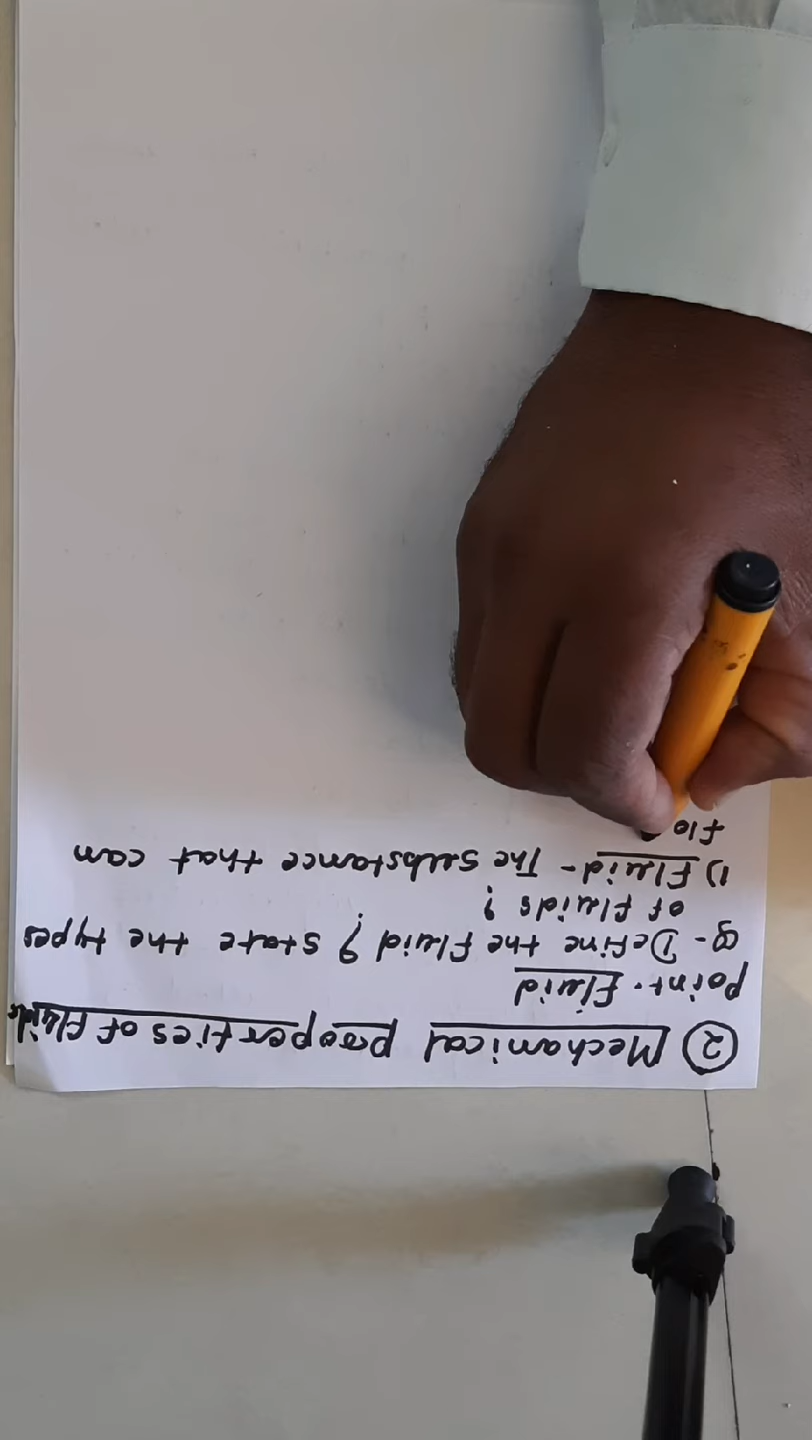 ② Mechanical properties of Fluids
Point. Fluid
Q - Define the Fluid? State the types
of fluids?
1) Fluid - The Substance that can
flo